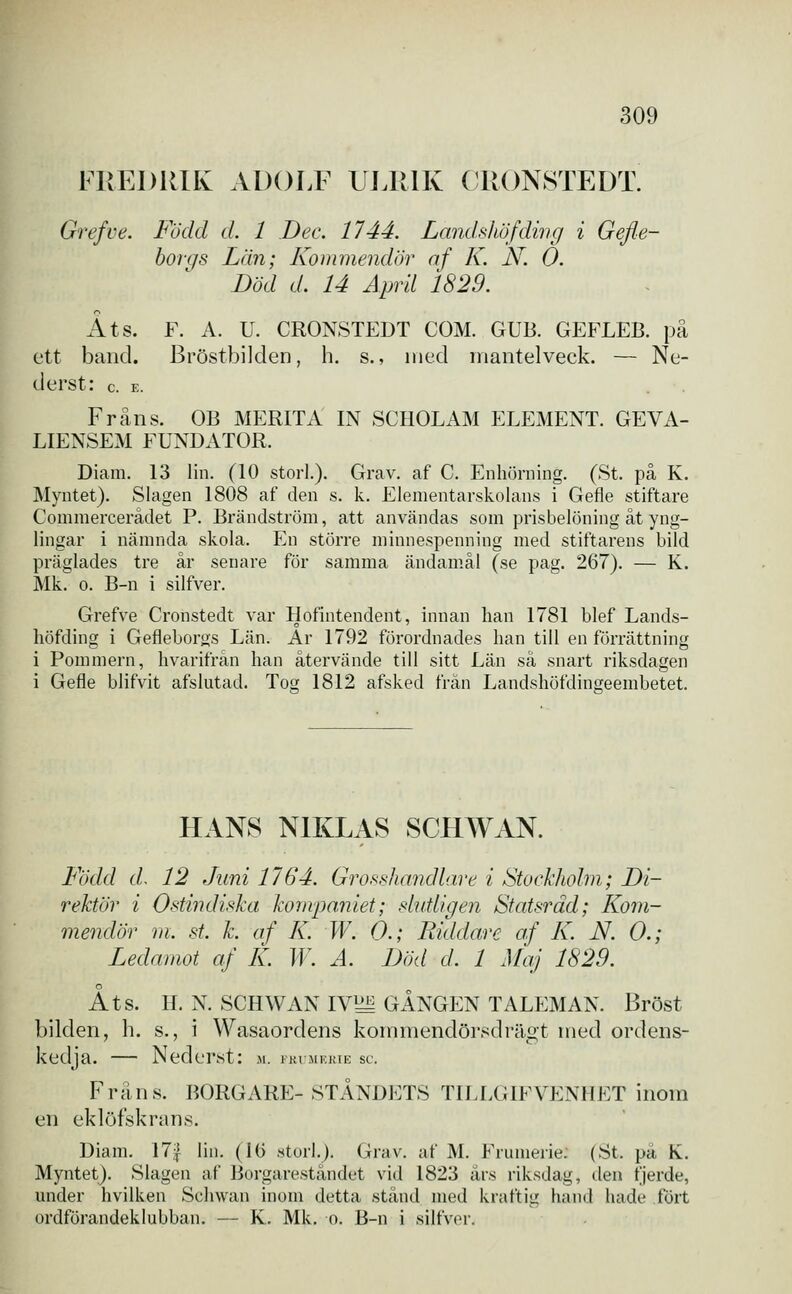 309
FREDRIK ADOLF ULRIK CRONSTEDT.
Grefve. Född d. 1 Dec. 1744. Landshöfding i Gefle-
borgs Län; Kommendör af K. N. O.
Död d. 14 April 1829.
Åts. F. A. U. CRONSTEDT COM. GUB. GEFLEB. på
ett band. Bröstbilden, h. s., med mantelveck. — Ne-
derst: C. E.
Fråns. OB MERITA IN SCHOLAM ELEMENT. GEVA-
LIENSEM FUNDATOR.
Diam. 13 lin. (10 storl.). Grav. af C. Enhörning. (St. på K.
Myntet). Slagen 1808 af den s. k. Elementarskolans i Gefle stiftare
Commercerådet P. Brändström, att användas som prisbelöning åt yng-
lingar i nämnda skola. En större minnespenning med stiftarens bild
präglades tre år senare för samma ändamål (se pag. 267). — K.
Mk. o. B-n i silfver.
Grefve Cronstedt var Hofintendent, innan han 1781 blef Lands-
höfding i Gefleborgs Län. År 1792 förordnades han till en förrättning
i Pommern, hvarifrån han återvände till sitt Län så snart riksdagen
i Gefle blifvit afslutad. Tog 1812 afsked från Landshöfdingeembetet.
HANS NIKLAS SCHWAN.
Född d. 12 Juni 1764. Grosshandlare i Stockholm; Di-
rektör i Ostindiska kompaniet; slutligen Statsråd; Kom-
mendör m. st. k. af K. W. O.; Riddare af K. N. O.;
Ledamot af K. W. A. Död d. 1 Maj 1829.
Åts. H. N. SCHWAN IVDE GÅNGEN TALEMAN. Bröst
bilden, h. s., i Wasaordens kommendörsdrägt med ordens-
kedja. — Nederst: M. FRUMERIE SC.
Fråns. BORGARE-STÅNDETS TILLGIFVENHET inom
en eklöfskrans.
Diam. 17¾ lin. (16 storl.). Grav. af M. Frumerie. (St. på K.
Myntet). Slagen af Borgareståndet vid 1823 års riksdag, den fjerde,
under hvilken Schwan inom detta stånd med kraftig hand hade fört
ordförandeklubban. — K. Mk. o. B-n i silfver.